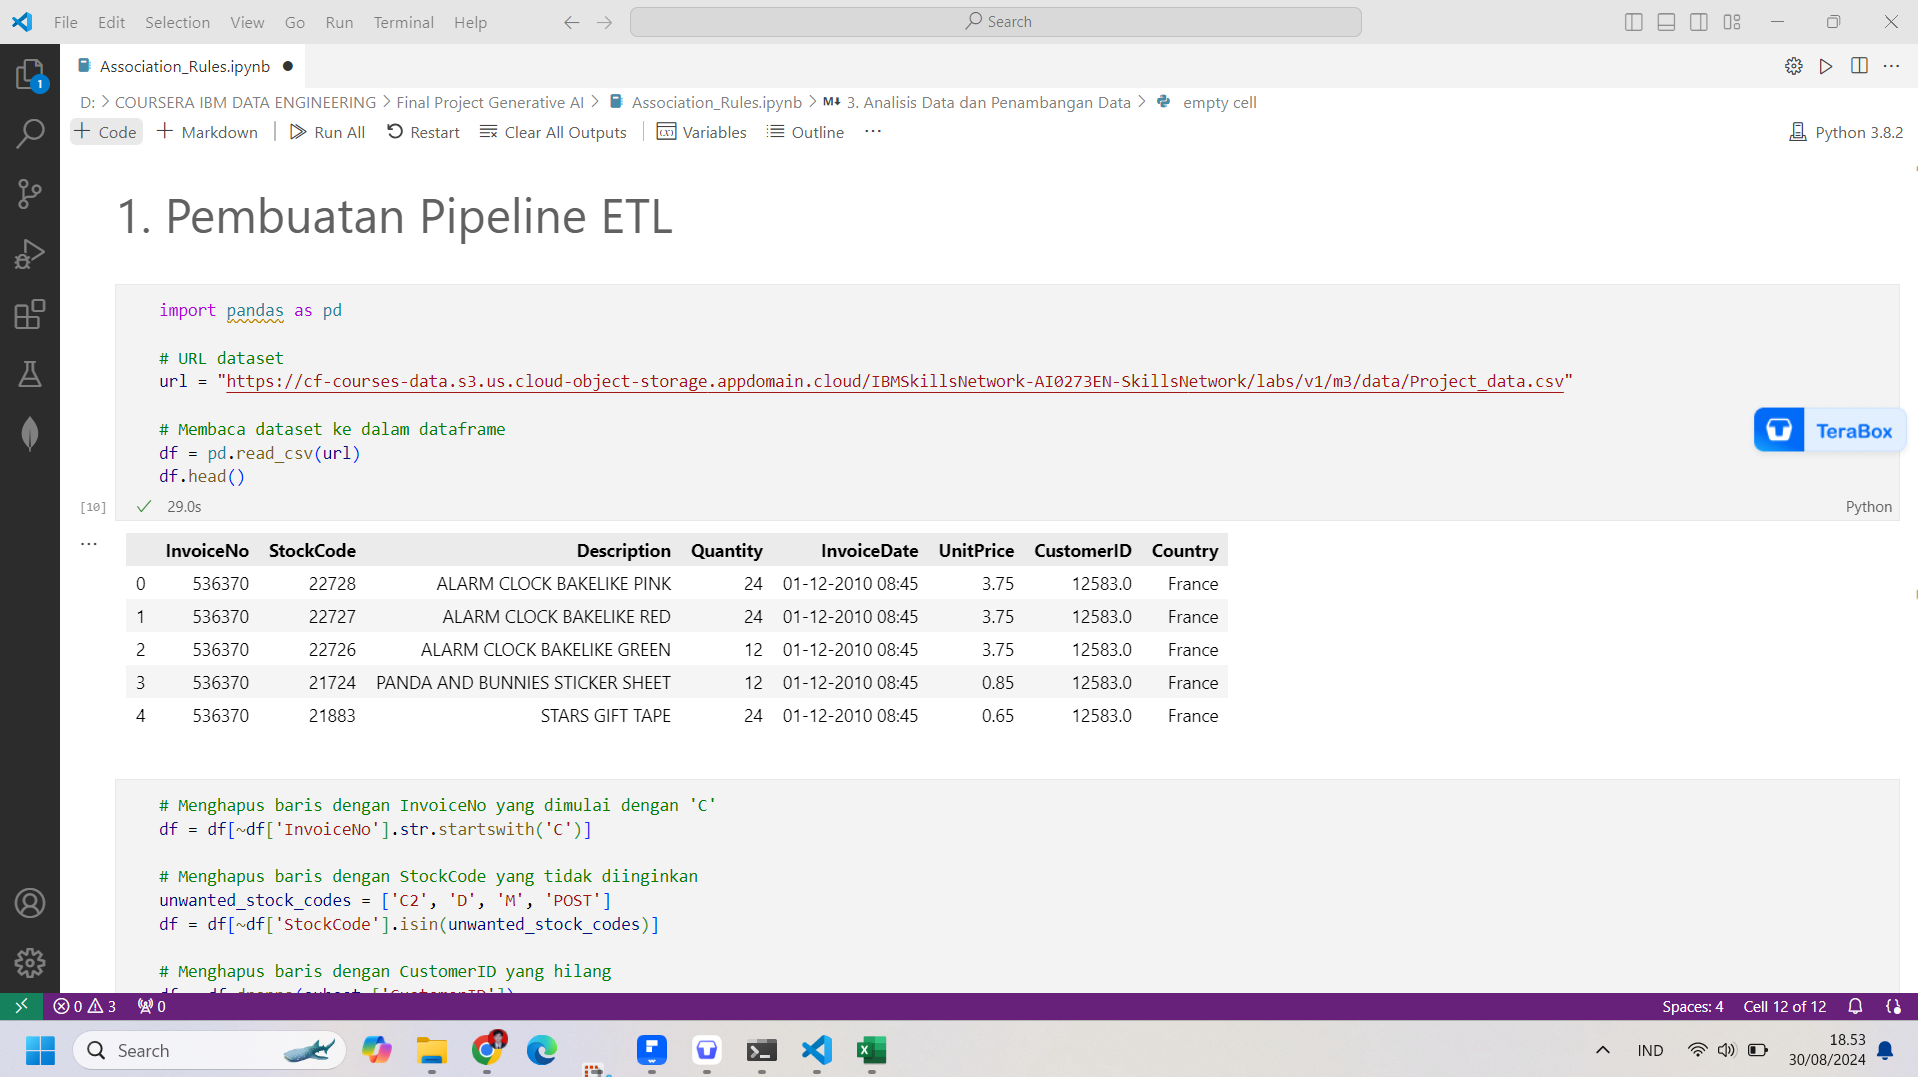 File Edit Selection View Go Run Terminal Help
Search
Association_Rules.ipynb
D: > COURSERA IBM DATA ENGINEERING > Final Project Generative AI > Association_Rules.ipynb > M↓ 3. Analisis Data dan Penambangan Data > empty cell
+ Code + Markdown | Run All Restart Clear All Outputs | Variables Outline ...
Python 3.8.2
1
1. Pembuatan Pipeline ETL
import pandas as pd
# URL dataset
url = "https://cf-courses-data.s3.us.cloud-object-storage.appdomain.cloud/IBMSkillsNetwork-AI0273EN-SkillsNetwork/labs/v1/m3/data/Project_data.csv"
# Membaca dataset ke dalam dataframe
df = pd.read_csv(url)
df.head()
[10] ✓ 29.0s Python
TeraBox
... InvoiceNo StockCode Description Quantity InvoiceDate UnitPrice CustomerID Country
0 536370 22728 ALARM CLOCK BAKELIKE PINK 24 01-12-2010 08:45 3.75 12583.0 France
1 536370 22727 ALARM CLOCK BAKELIKE RED 24 01-12-2010 08:45 3.75 12583.0 France
2 536370 22726 ALARM CLOCK BAKELIKE GREEN 12 01-12-2010 08:45 3.75 12583.0 France
3 536370 21724 PANDA AND BUNNIES STICKER SHEET 12 01-12-2010 08:45 0.85 12583.0 France
4 536370 21883 STARS GIFT TAPE 24 01-12-2010 08:45 0.65 12583.0 France
# Menghapus baris dengan InvoiceNo yang dimulai dengan 'C'
df = df[~df['InvoiceNo'].str.startswith('C')]
# Menghapus baris dengan StockCode yang tidak diinginkan
unwanted_stock_codes = ['C2', 'D', 'M', 'POST']
df = df[~df['StockCode'].isin(unwanted_stock_codes)]
# Menghapus baris dengan CustomerID yang hilang
0 3 0
Spaces: 4 Cell 12 of 12
Search
IND
18.53
30/08/2024